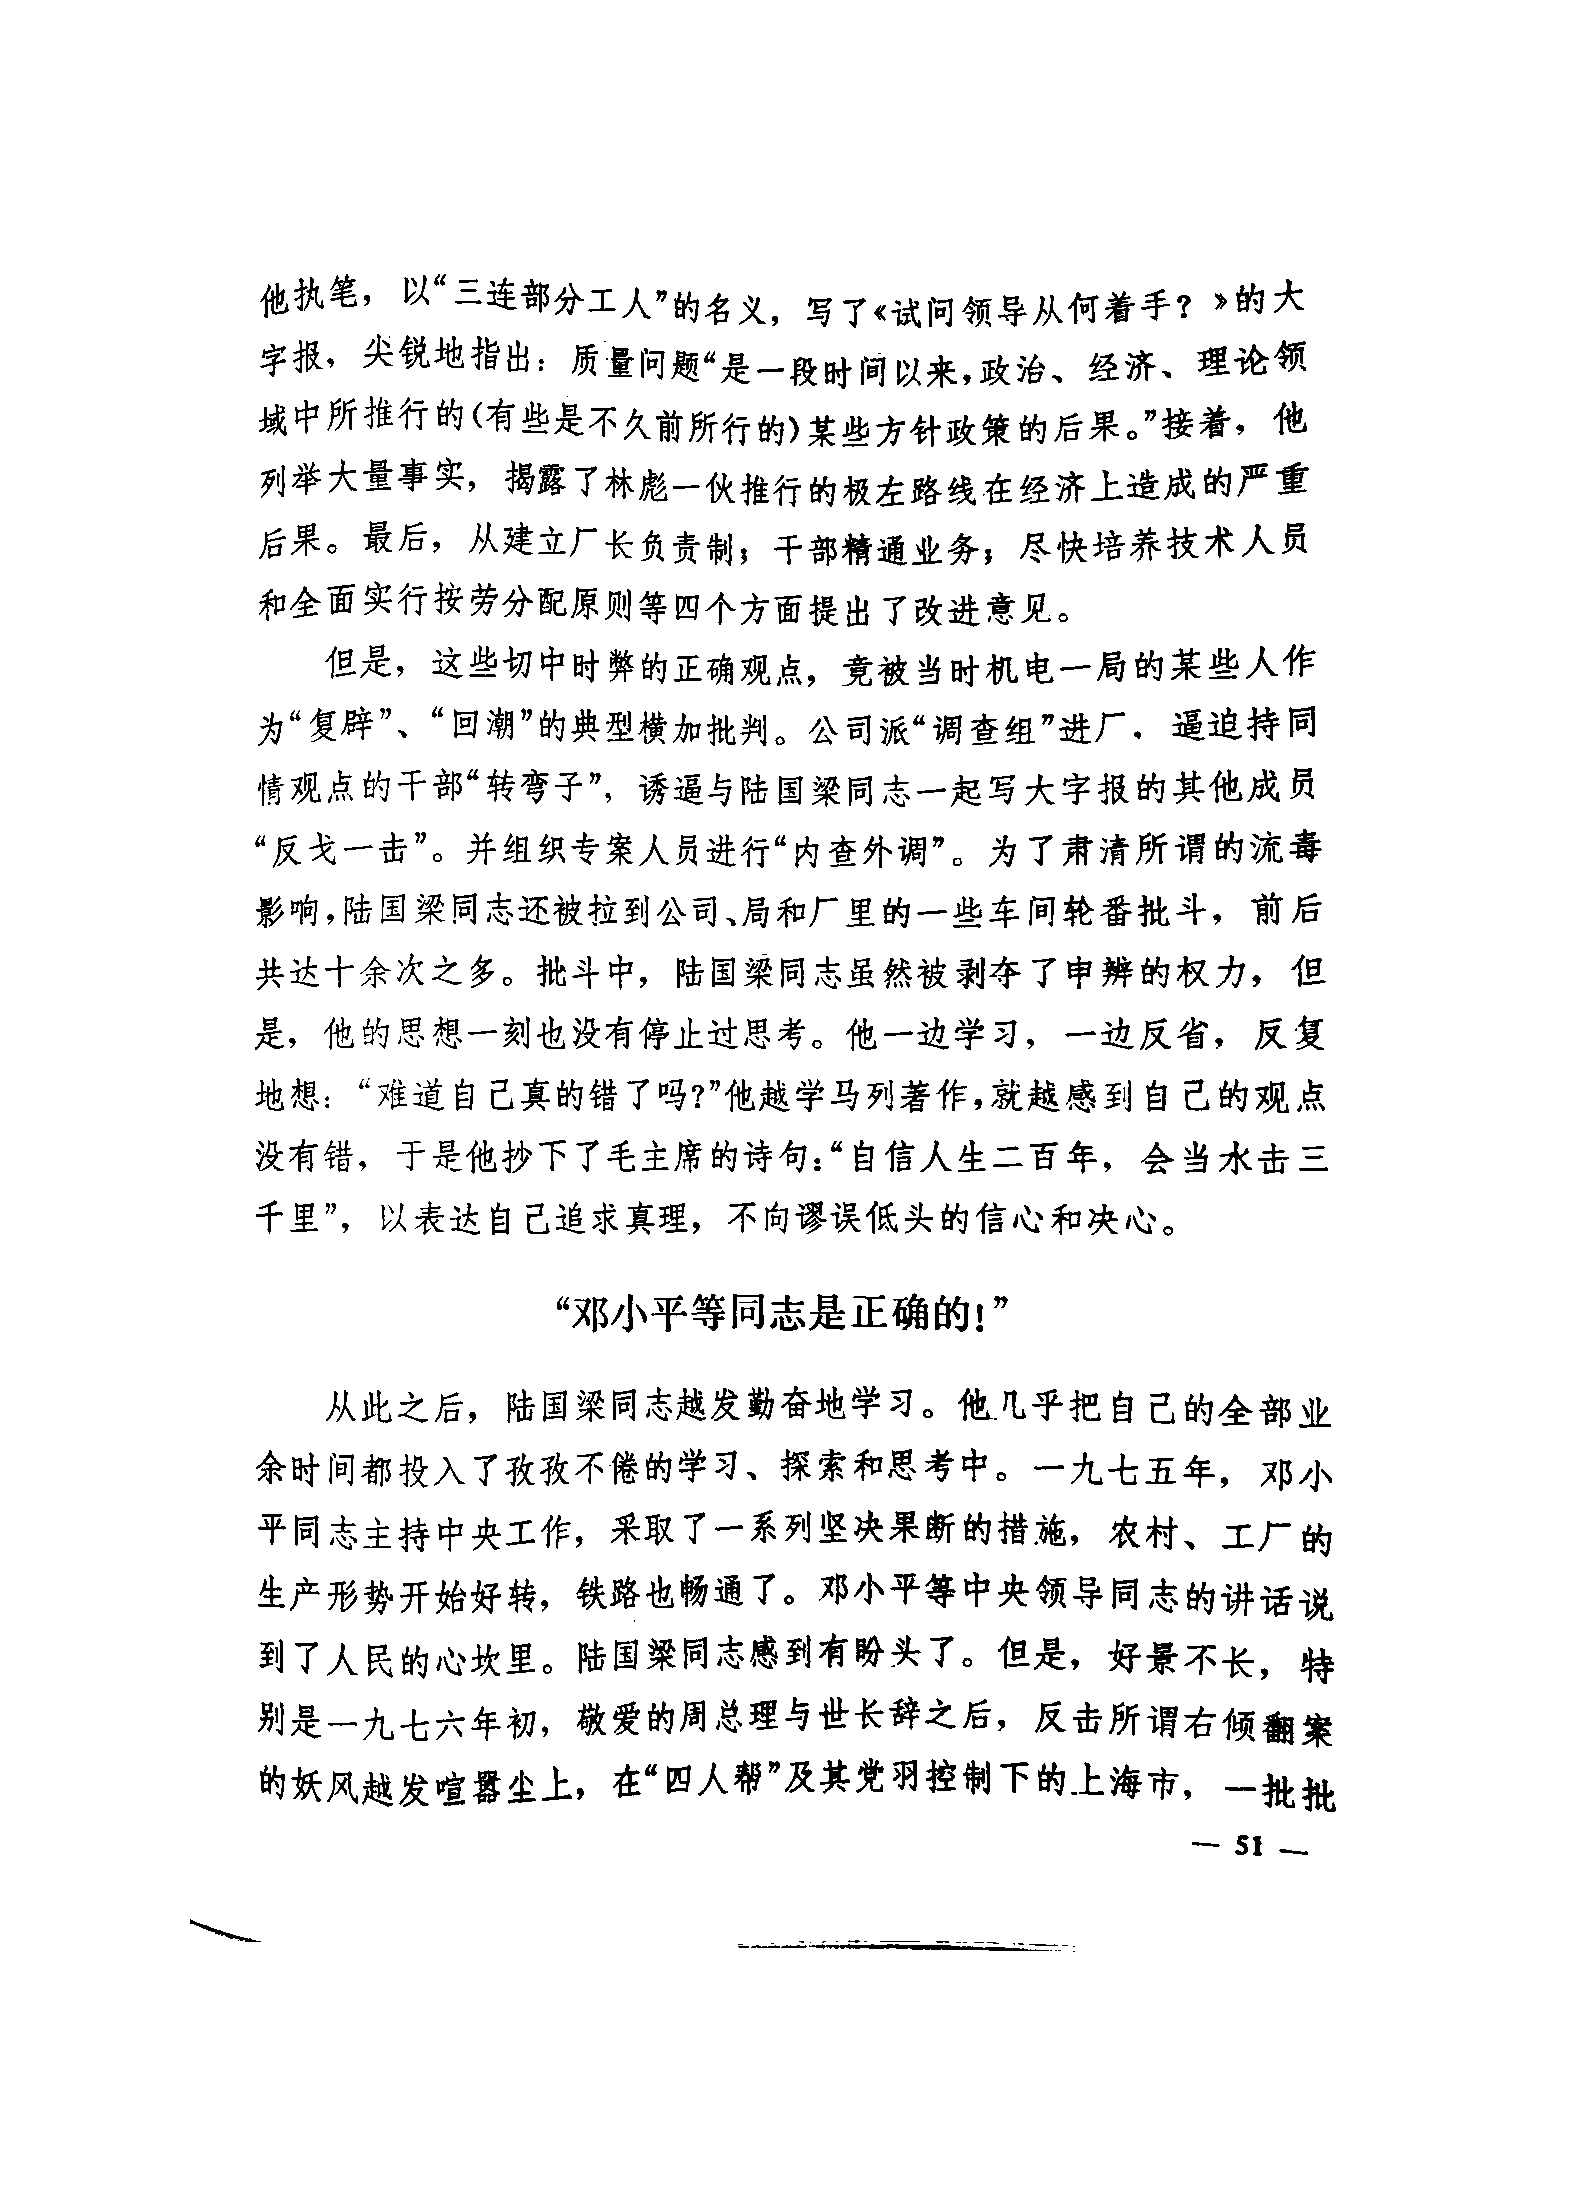 他执笔，以“三连部分工人”的名义，写了《试问领导从何着手？》的大
字报，尖锐地指出：质量问题“是一段时间以来，政治、经济、理论领
域中所推行的(有些是不久前所行的)某些方针政策的后果。”接着，他
列举大量事实，揭露了林彪一伙推行的极左路线在经济上造成的严重
后果。最后，从建立厂长负责制；干部精通业务；尽快培养技术人员
和全面实行按劳分配原则等四个方面提出了改进意见。
但是，这些切中时弊的正确观点，竟被当时机电一局的某些人作
为“复辟”、“回潮”的典型横加批判。公司派“调查组”进厂．逼迫持同
情观点的干部“转弯子”，诱逼与陆国梁同志一起写大字报的其他成员
“反戈一击”。并组织专案人员进行“内查外调”。为了肃清所谓的流毒
影响，陆国梁同志还被拉到公司、局和厂里的一些车间轮番批斗，前后
共达十余次之多。批斗中，陆国梁同志虽然被剥夺了申辨的权力，但
是，他的思想一刻也没有停止过思考。他一边学习，一边反省，反复
地想：“难道自己真的错了吗？”他越学马列著作，就越感到自己的观点
没有错，于是他抄下了毛主席的诗句：“自信人生二百年，会当水击三
千里”，以表达自己追求真理，不向谬误低头的信心和决心。
“邓小平等同志是正确的！”
从此之后，陆国梁同志越发勤奋地学习。他几乎把自己的全部业
余时间都投入了孜孜不倦的学习、探索和思考中。一九七五年，邓小
平同志主持中央工作，采取了一系列坚决果断的措施，农村、工厂的
生产形势开始好转，铁路也畅通了。邓小平等中央领导同志的讲话说
到了人民的心坎里。陆国梁同志感到有盼头了。但是，好景不长，特
别是一九七六年初，敬爱的周总理与世长辞之后，反击所谓右倾翻案
的妖风越发喧嚣尘上，在“四人帮”及其党羽控制下的上海市，一批批
— 51 —